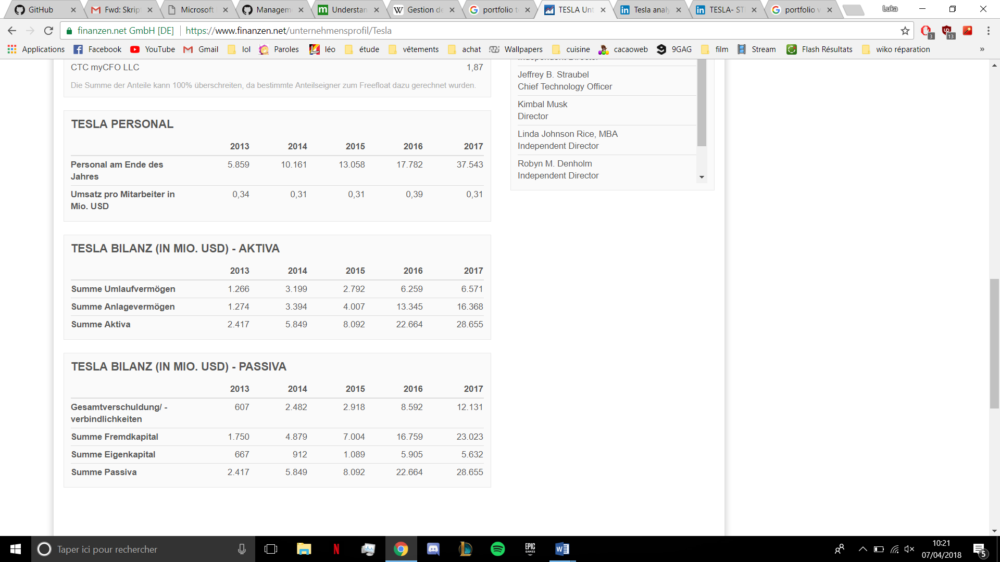 GitHub
Fwd: Skrip
Microsoft
Managem
Understan
Gestion de
portfolio t
TESLA Unt
Tesla analy
TESLA- ST
portfolio v
Luka
finanzen.net GmbH [DE]
https://www.finanzen.net/unternehmensprofil/Tesla
3
13
Applications
Facebook
YouTube
Gmail
lol
Paroles
léo
étude
vêtements
achat
Wallpapers
cuisine
cacaoweb
9GAG
film
Stream
Flash Résultats
wiko réparation
»
CTC myCFO LLC 1,87
Die Summe der Anteile kann 100% überschreiten, da bestimmte Anteilseigner zum Freefloat dazu gerechnet wurden.
TESLA PERSONAL
2013 2014 2015 2016 2017
Personal am Ende des 5.859 10.161 13.058 17.782 37.543
Jahres
Umsatz pro Mitarbeiter in 0,34 0,31 0,31 0,39 0,31
Mio. USD
TESLA BILANZ (IN MIO. USD) - AKTIVA
2013 2014 2015 2016 2017
Summe Umlaufvermögen 1.266 3.199 2.792 6.259 6.571
Summe Anlagevermögen 1.274 3.394 4.007 13.345 16.368
Summe Aktiva 2.417 5.849 8.092 22.664 28.655
TESLA BILANZ (IN MIO. USD) - PASSIVA
2013 2014 2015 2016 2017
Gesamtverschuldung/ - 607 2.482 2.918 8.592 12.131
verbindlichkeiten
Summe Fremdkapital 1.750 4.879 7.004 16.759 23.023
Summe Eigenkapital 667 912 1.089 5.905 5.632
Summe Passiva 2.417 5.849 8.092 22.664 28.655
Independent Director
Jeffrey B. Straubel
Chief Technology Officer
Kimbal Musk
Director
Linda Johnson Rice, MBA
Independent Director
Robyn M. Denholm
Independent Director
Taper ici pour rechercher
EPIC
GAMES
10:21
07/04/2018
5